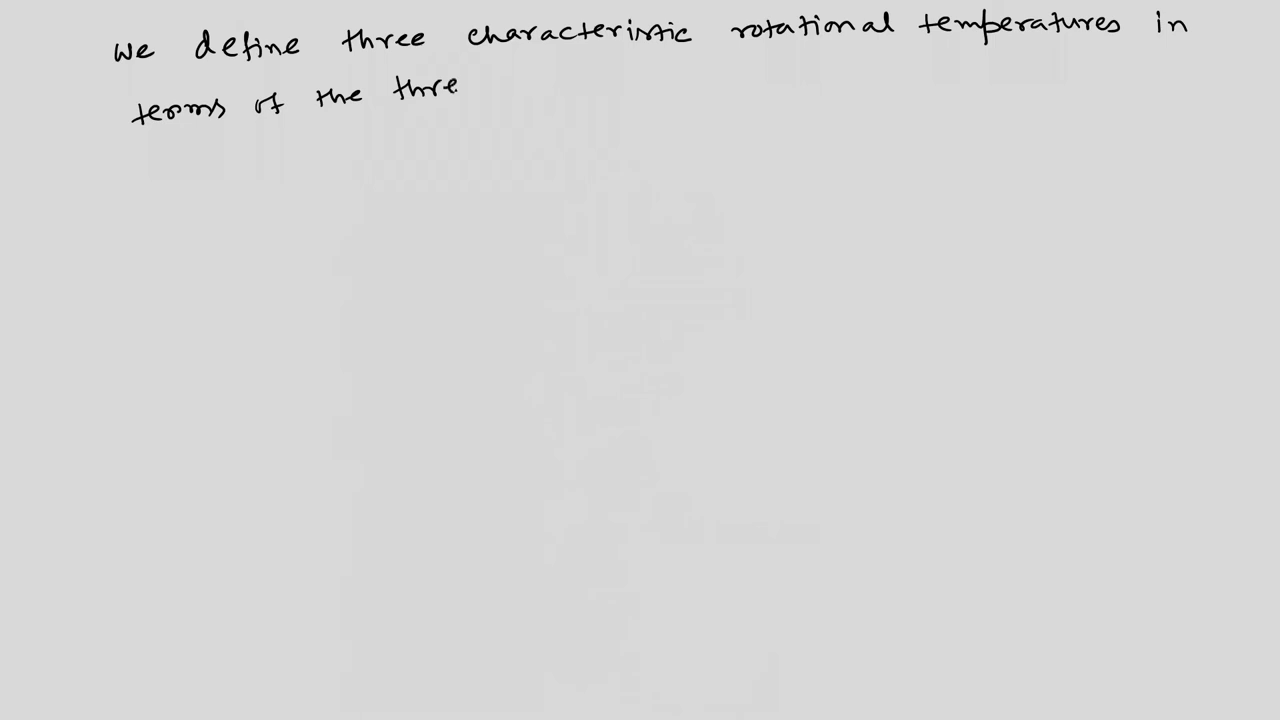 we define three characteristic rotational temperatures in
terms of the thre